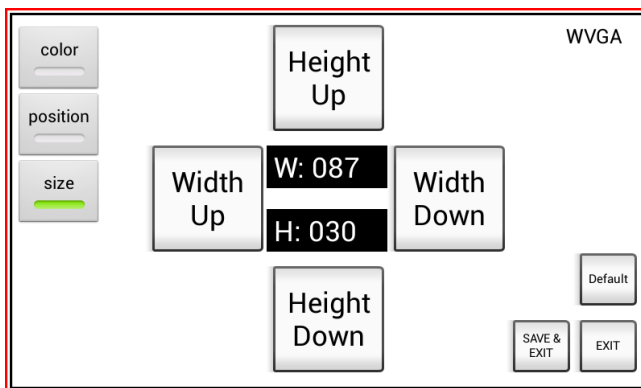 color
position
size
Height
Up
WVGA
Width
Up
W: 087
H: 030
Width
Down
Height
Down
Default
SAVE &
EXIT
EXIT